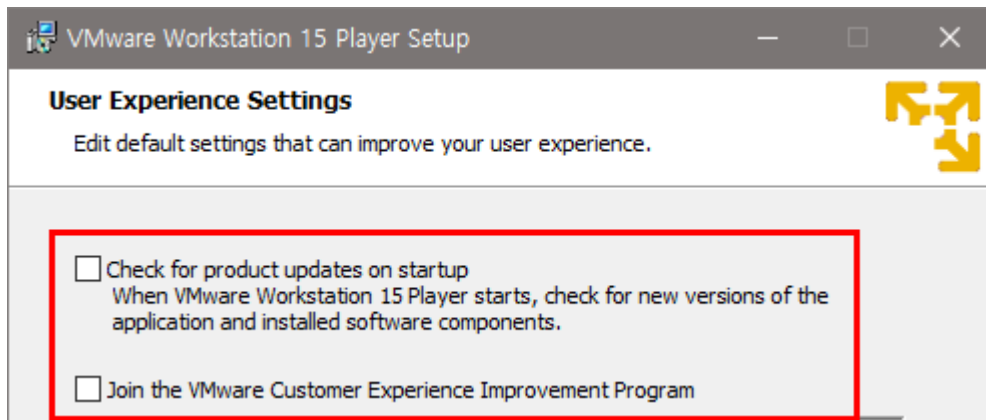 VMware Workstation 15 Player Setup
User Experience Settings
Edit default settings that can improve your user experience.
Check for product updates on startup
When VMware Workstation 15 Player starts, check for new versions of the
application and installed software components.
Join the VMware Customer Experience Improvement Program